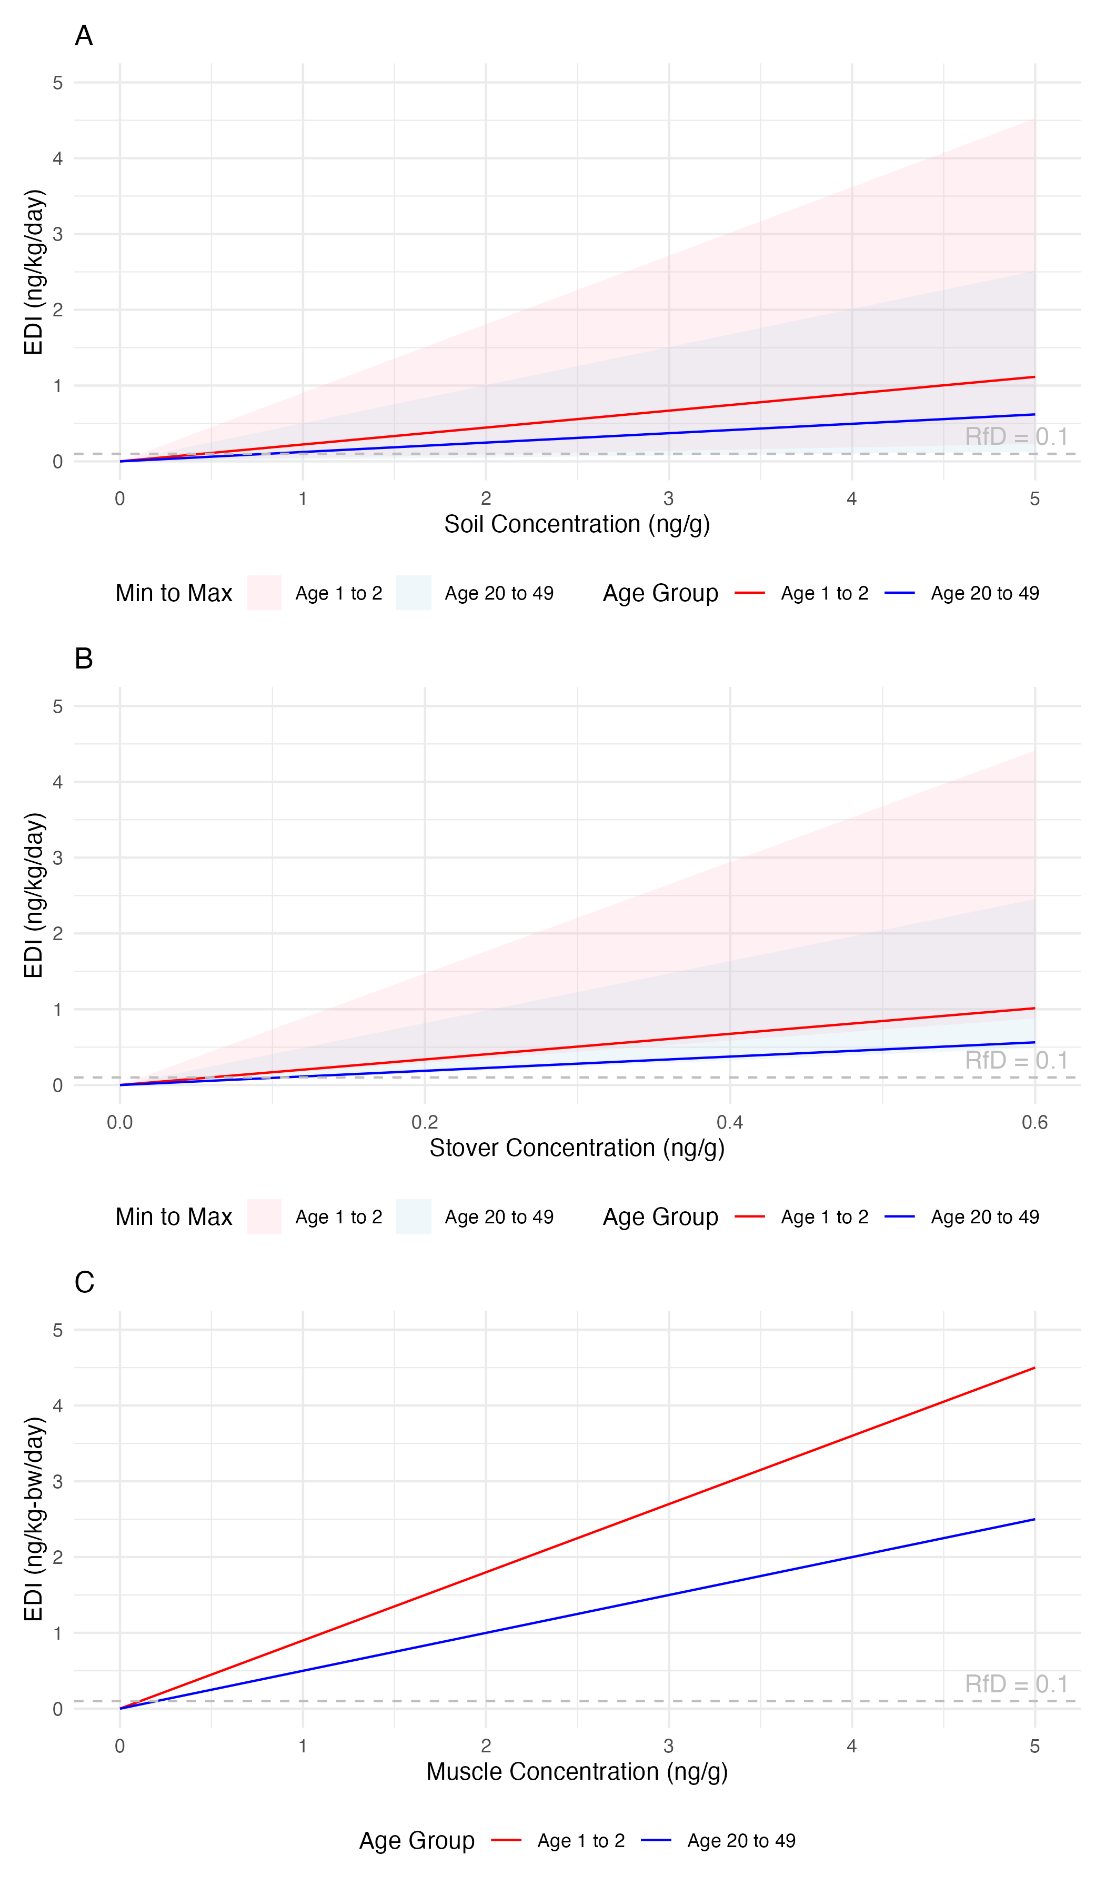 A
5
4
3
2
1
0
EDI (ng/kg/day)
RfD = 0.1
0 1 2 3 4 5
Soil Concentration (ng/g)
Min to Max Age 1 to 2 Age 20 to 49 Age Group Age 1 to 2 Age 20 to 49
B
5
4
3
2
1
0
EDI (ng/kg/day)
RfD = 0.1
0.0 0.2 0.4 0.6
Stover Concentration (ng/g)
Min to Max Age 1 to 2 Age 20 to 49 Age Group Age 1 to 2 Age 20 to 49
C
5
4
3
2
1
0
EDI (ng/kg-bw/day)
RfD = 0.1
0 1 2 3 4 5
Muscle Concentration (ng/g)
Age Group Age 1 to 2 Age 20 to 49